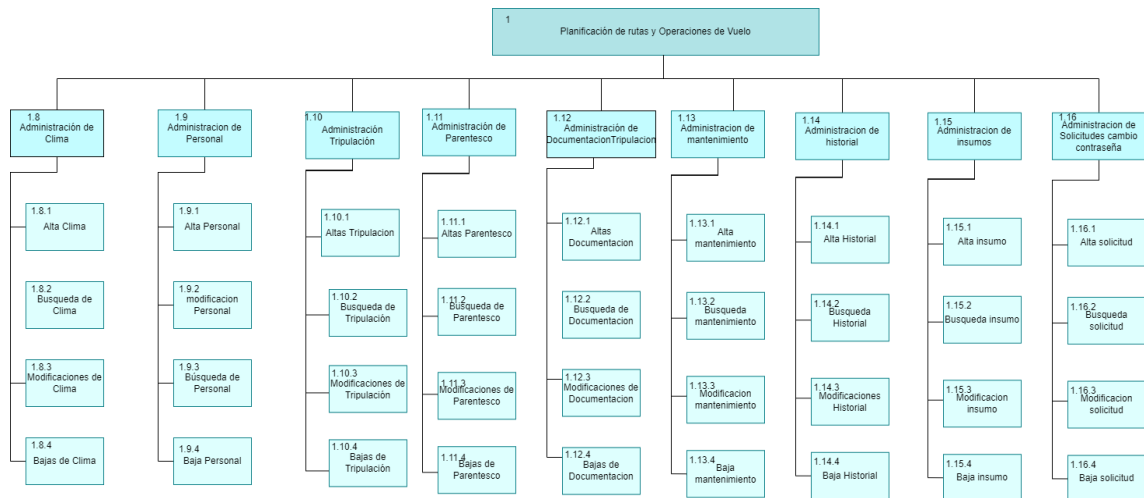 1
Planificación de rutas y Operaciones de Vuelo
1.8
Administración de
Clima
1.9
Administracion de
Personal
1.10
Administración
Tripulación
1.11
Administración de
Parentesco
1.12
Administración de
DocumentacionTripulacion
1.13
Administracion de
mantenimiento
1.14
Administracion de
historial
1.15
Administracion de
insumos
1.16
Administracion de
Solicitudes cambio
contraseña
1.8.1
Alta Clima
1.9.1
Alta Personal
1.10.1
Altas Tripulacion
1.11.1
Altas Parentesco
1.12.1
Altas
Documentacion
1.13.1
Alta
mantenimiento
1.14.1
Alta Historial
1.15.1
Alta insumo
1.16.1
Alta solicitud
1.8.2
Búsqueda de
Clima
1.9.2
modificacion
Personal
1.10.2
Busqueda de
Tripulación
1.11.2
Búsqueda de
Parentesco
1.12.2
Búsqueda de
Documentacion
1.13.2
Búsqueda
mantenimiento
1.14.2
Búsqueda
Historial
1.15.2
Busqueda insumo
1.16.2
Búsqueda
solicitud
1.8.3
Modificaciones de
Clima
1.9.3
Búsqueda de
Personal
1.10.3
Modificaciones de
Tripulación
1.11.3
Modificaciones de
Parentesco
1.12.3
Modificaciones de
Documentacion
1.13.3
Modificacion
mantenimiento
1.14.3
Modificaciones
Historial
1.15.3
Modificacion
insumo
1.16.3
Modificacion
solicitud
1.8.4
Bajas de Clima
1.9.4
Baja Personal
1.10.4
Bajas de
Tripulación
1.11.4
Bajas de
Parentesco
1.12.4
Bajas de
Documentacion
1.13.4
Baja
mantenimiento
1.14.4
Baja Historial
1.15.4
Baja insumo
1.16.4
Baja solicitud